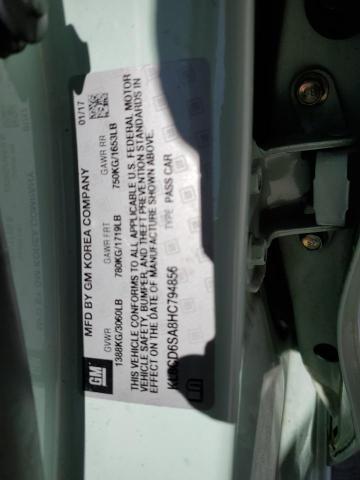 GM
MFD BY GM KOREA COMPANY
01/17
GVWR GAWR FRT GAWR RR
1388KG/3060LB 780KG/1719LB 750KG/1653LB
THIS VEHICLE CONFORMS TO ALL APPLICABLE U.S. FEDERAL MOTOR
VEHICLE SAFETY, BUMPER, AND THEFT PREVENTION STANDARDS IN
EFFECT ON THE DATE OF MANUFACTURE SHOWN ABOVE.
TYPE: PASS CAR